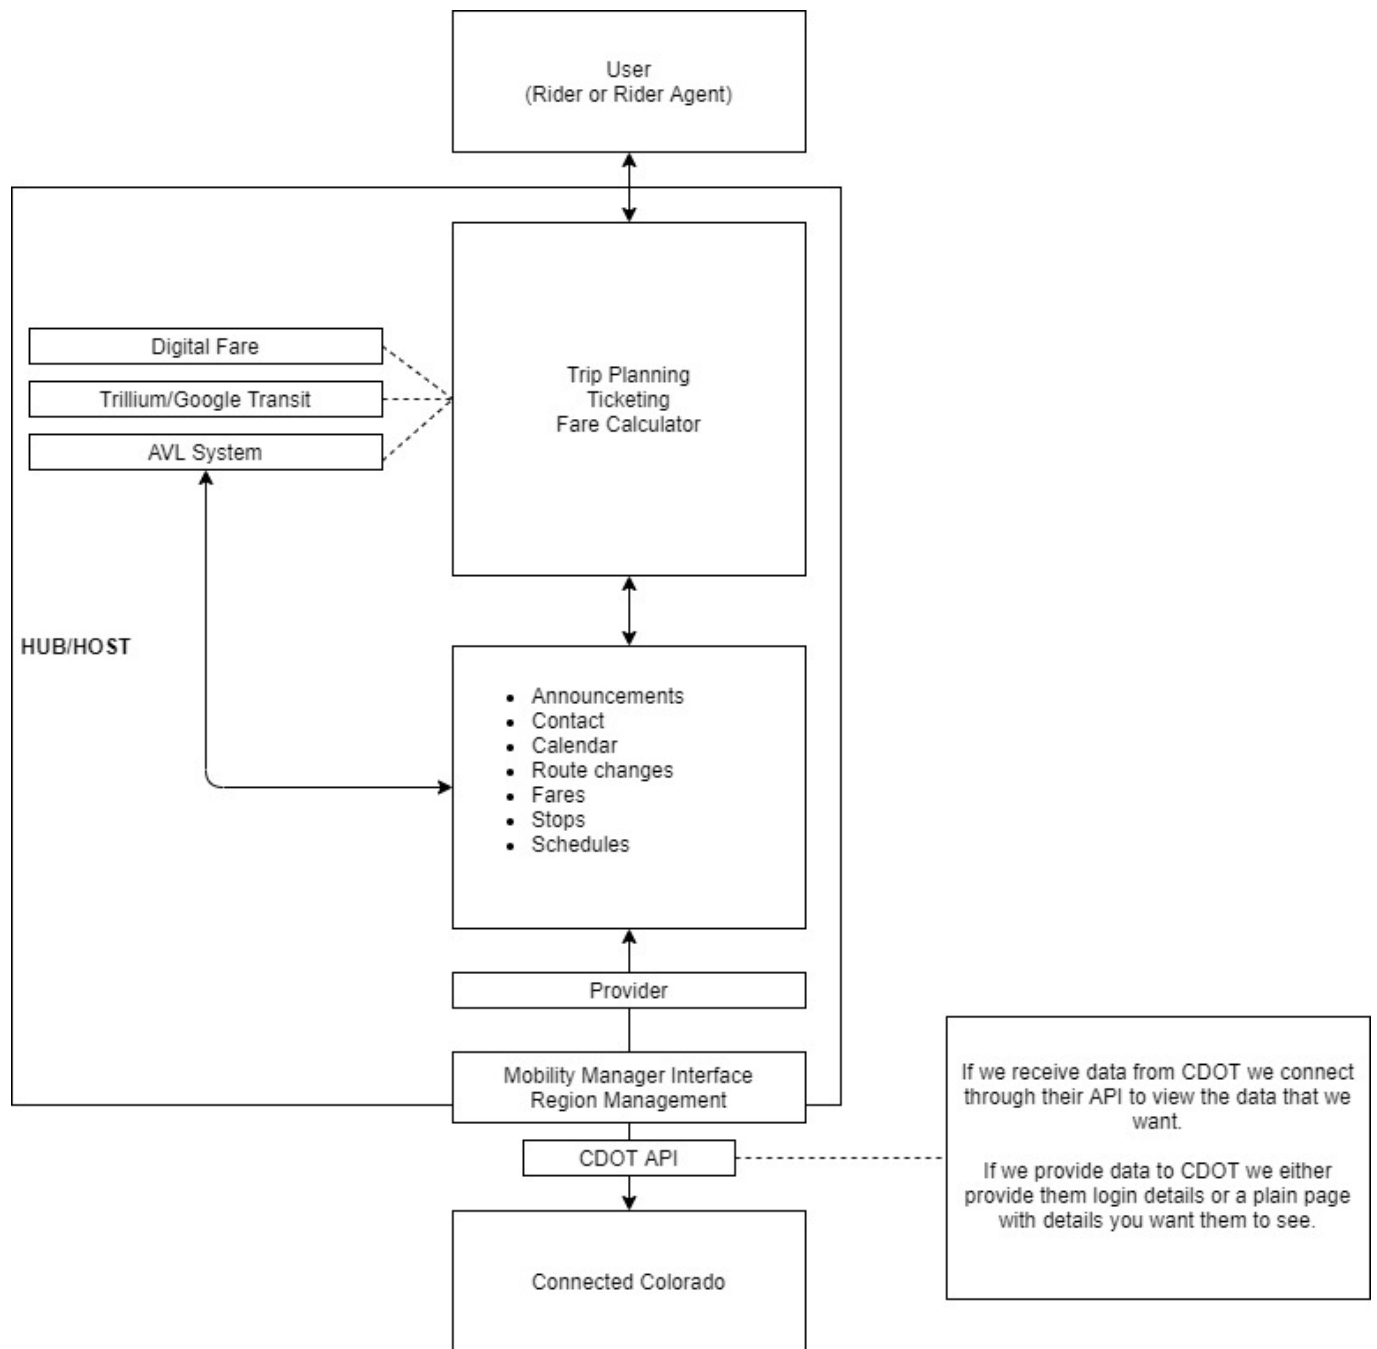 User
(Rider or Rider Agent)
Digital Fare
Trillium/Google Transit
AVL System
Trip Planning
Ticketing
Fare Calculator
HUB/HOST
• Announcements
• Contact
• Calendar
• Route changes
• Fares
• Stops
• Schedules
Provider
Mobility Manager Interface
Region Management
CDOT API
If we receive data from CDOT we connect
through their API to view the data that we
want.
If we provide data to CDOT we either
provide them login details or a plain page
with details you want them to see.
Connected Colorado